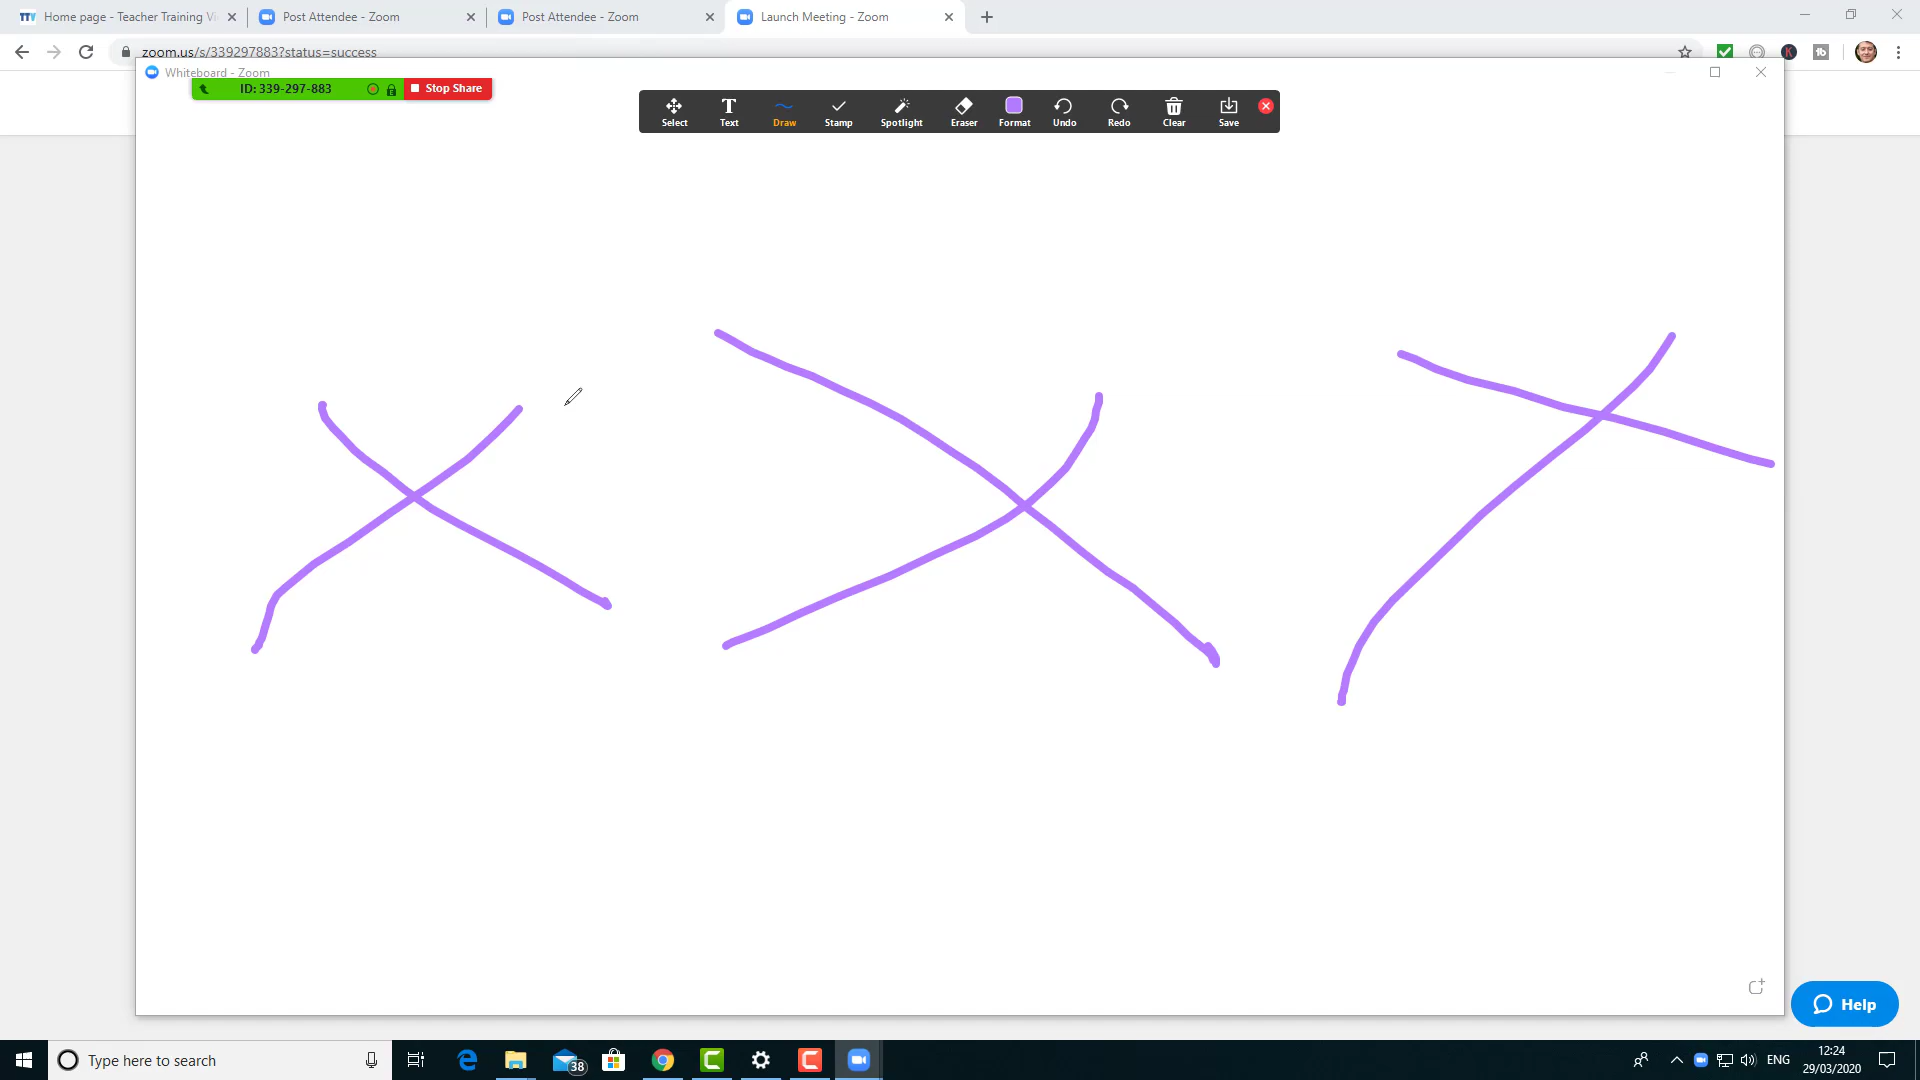 Home page - Teacher Training Vi
Post Attendee - Zoom
Post Attendee - Zoom
Launch Meeting - Zoom
zoom.us/s/339297883?status=success
Whiteboard - Zoom
ID: 339-297-883
Stop Share
Select
Text
Draw
Stamp
Spotlight
Eraser
Format
Undo
Redo
Clear
Save
Help
Type here to search
38
ENG
12:24
29/03/2020